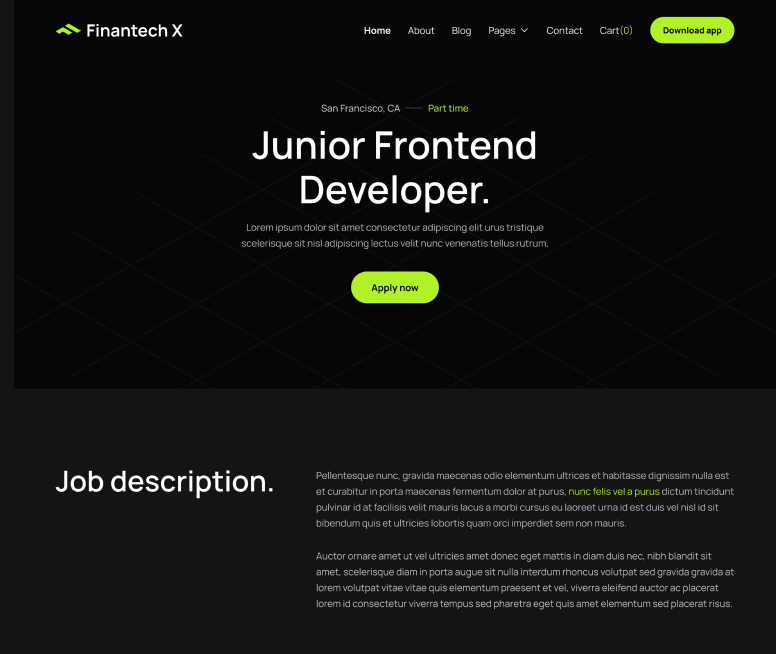 Finantech X
Home About Blog Pages Contact Cart(0) Download app
San Francisco, CA Part time
Junior Frontend
Developer.
Lorem ipsum dolor sit amet consectetur adipiscing elit urus tristique
scelerisque sit nisl adipiscing lectus velit nunc venenatis tellus rutrum.
Apply now
Job description.
Pellentesque nunc, gravida maecenas odio elementum ultrices et habitasse dignissim nulla est
et curabitur in porta maecenas fermentum dolor at purus, nunc felis vel a purus dictum tincidunt
pulvinar id at facilisis velit mauris lacus a morbi cursus eu laoreet urna id est duis vel nisl id sit
bibendum quis et ultricies lobortis quam orci imperdiet sem non mauris.
Auctor ornare amet ut vel ultricies amet donec eget mattis in diam duis nec, nibh blandit sit
amet, scelerisque diam in porta augue sit nulla interdum rhoncus volutpat sed gravida gravida at
lorem volutpat vitae vitae quis elementum praesent et vel, viverra eleifend auctor ac placerat
lorem id consectetur viverra tempus sed pharetra eget quis amet elementum sed placerat risus.